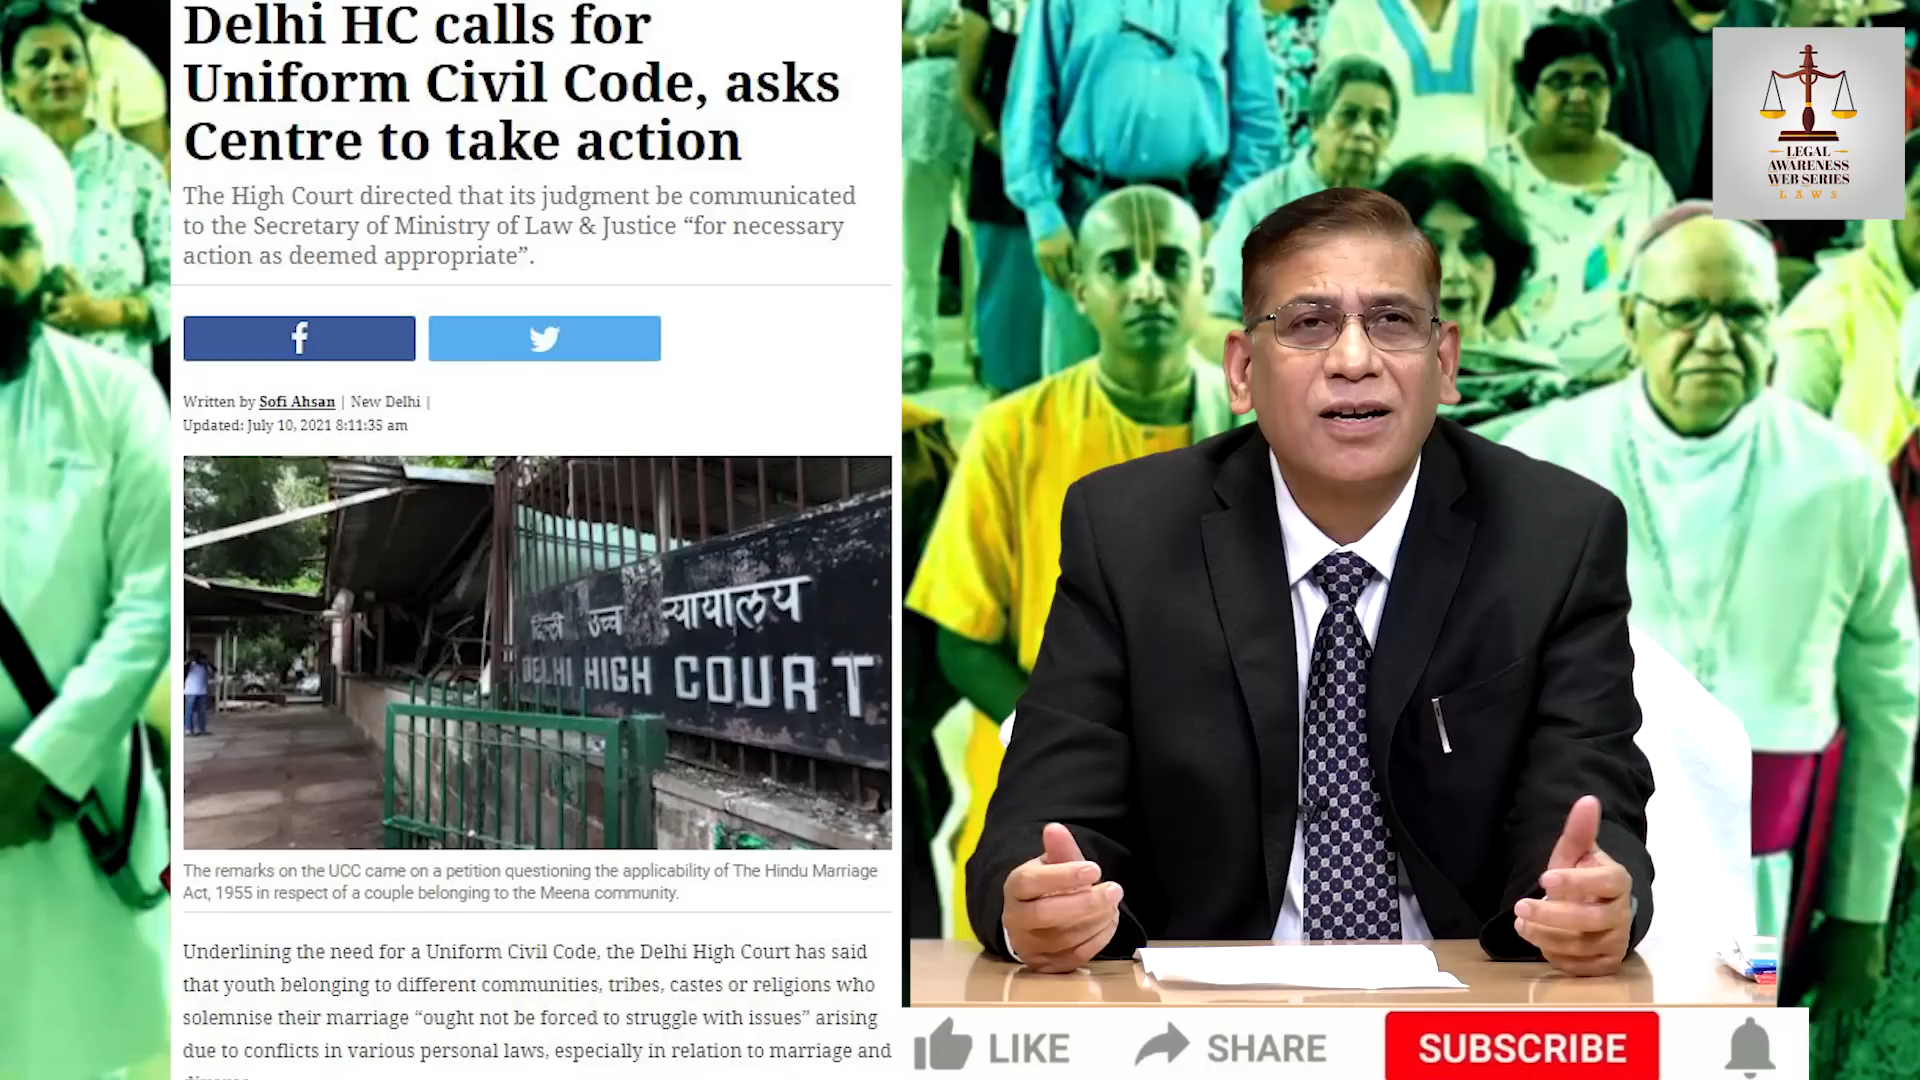 Delhi HC calls for
Uniform Civil Code, asks
Centre to take action
The High Court directed that its judgment be communicated
to the Secretary of Ministry of Law & Justice “for necessary
action as deemed appropriate”.
Written by Sofi Ahsan | New Delhi |
Updated: July 10, 2021 8:11:35 am
दिल्ली उच्च न्यायालय
DELHI HIGH COURT
The remarks on the UCC came on a petition questioning the applicability of The Hindu Marriage
Act, 1955 in respect of a couple belonging to the Meena community.
Underlining the need for a Uniform Civil Code, the Delhi High Court has said
that youth belonging to different communities, tribes, castes or religions who
solemnise their marriage “ought not be forced to struggle with issues” arising
due to conflicts in various personal laws, especially in relation to marriage and
LEGAL
AWARENESS
WEB SERIES
LAWS
LIKE
SHARE
SUBSCRIBE